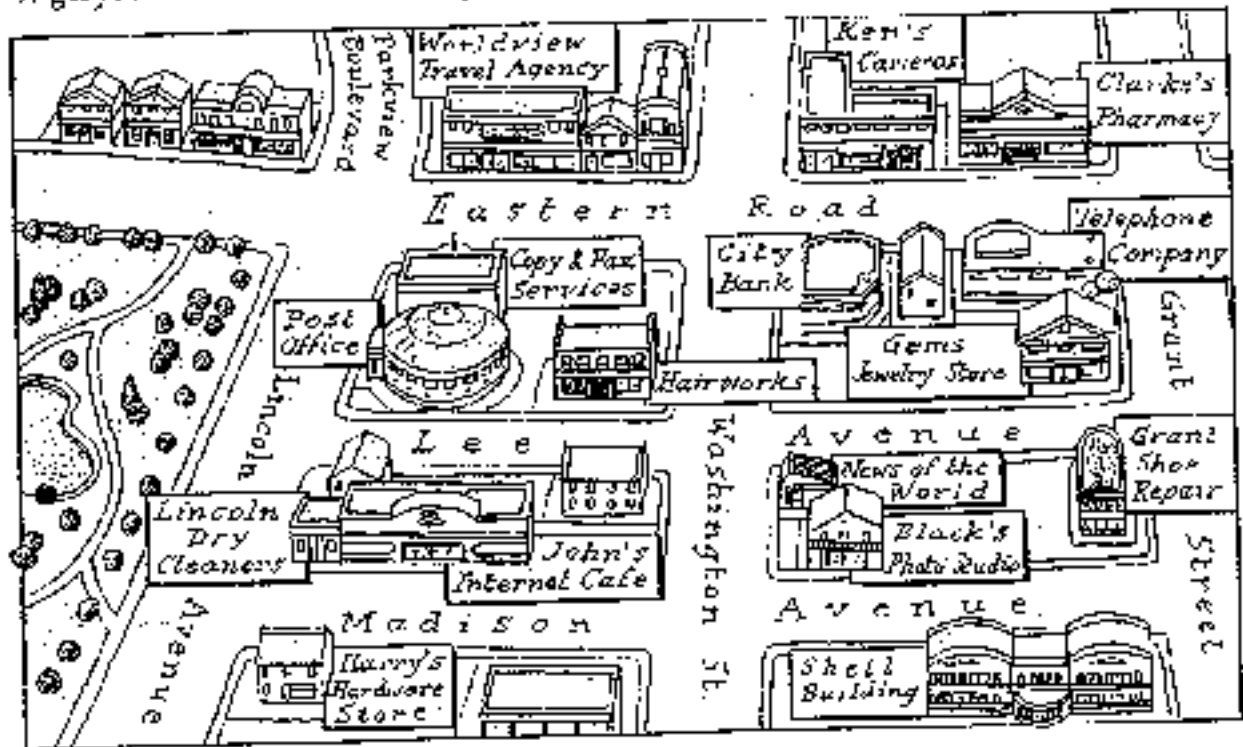 Parkview
Boulevard
Worldview
Travel Agency
Ken's
Cameras
Clarke's
Pharmacy
Eastern Road
Copy & Fax
Services
City
Bank
Telephone
Company
Post
Office
Gems
Jewelry Store
Hairworks
Grant
Street
Lincoln
Avenue
Lee Avenue
Washington St.
News of the
World
Grant
Shoe
Repair
Lincoln
Dry
Cleaners
John's
Internet Cafe
Black's
Photo Studio
Madison Avenue
Harry's
Hardware
Store
Shell
Building